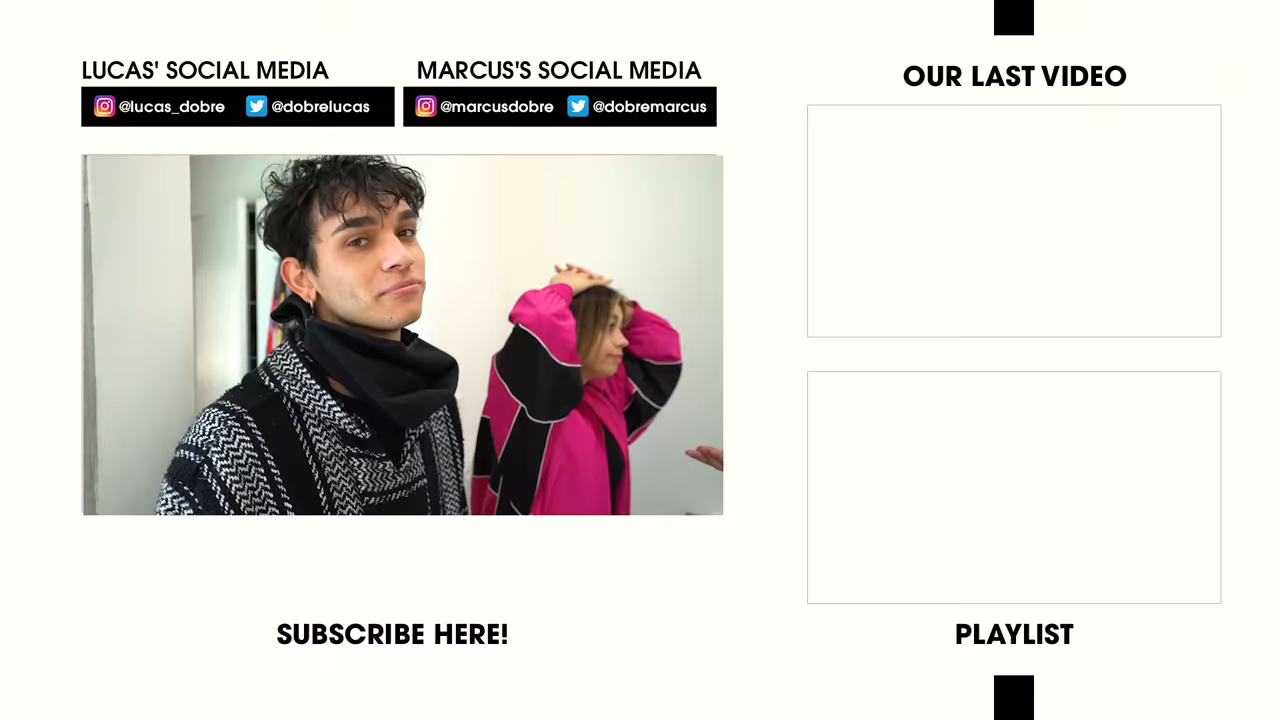 LUCAS' SOCIAL MEDIA
@lucas_dobre @dobrelucas
MARCUS'S SOCIAL MEDIA
@marcusdobre @dobremarcus
OUR LAST VIDEO
SUBSCRIBE HERE!
PLAYLIST